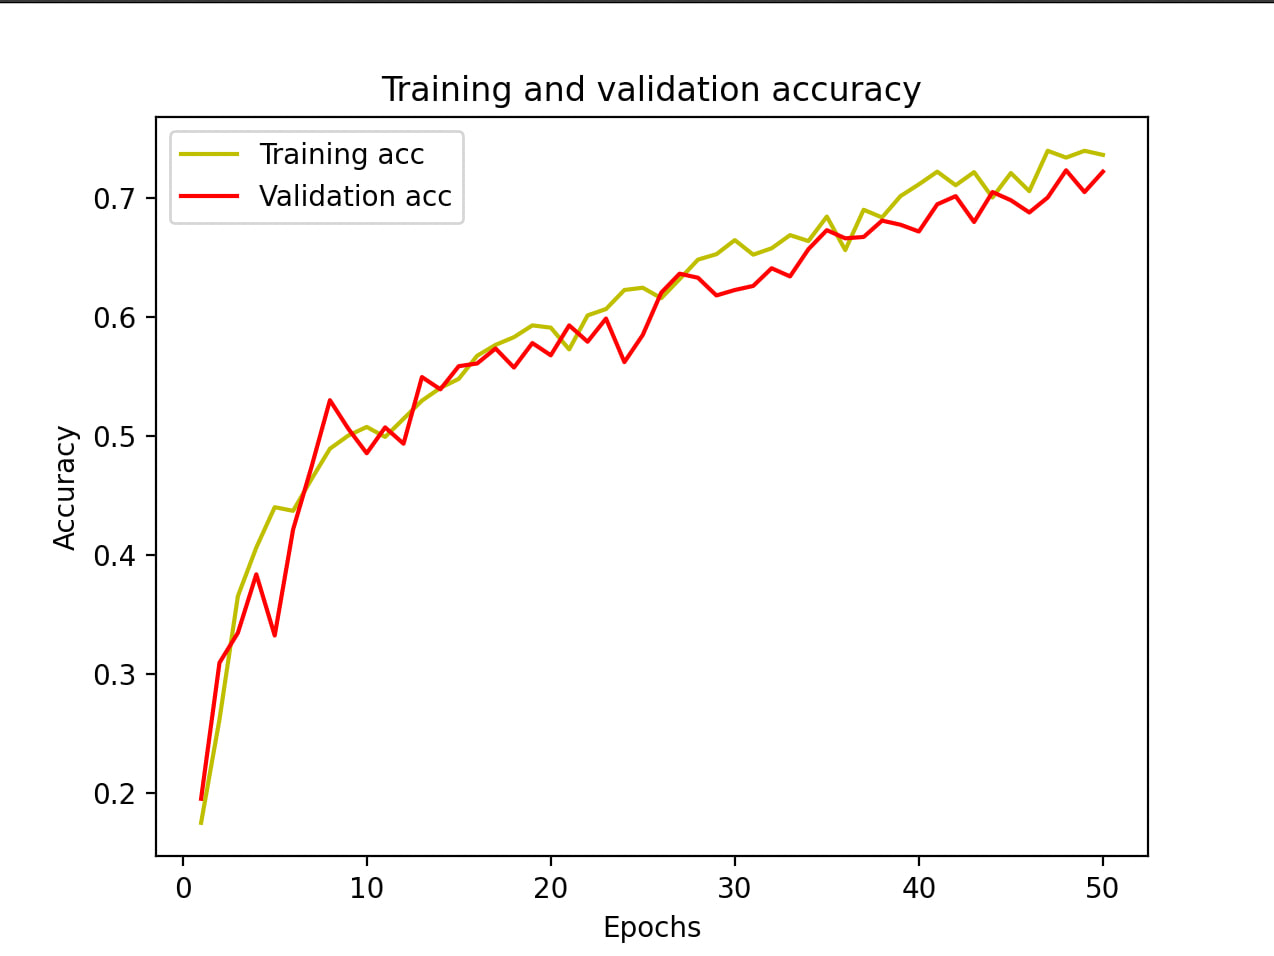 Training and validation accuracy
Training acc
Validation acc
0.7
0.6
0.5
0.4
0.3
0.2
Accuracy
0 10 20 30 40 50
Epochs